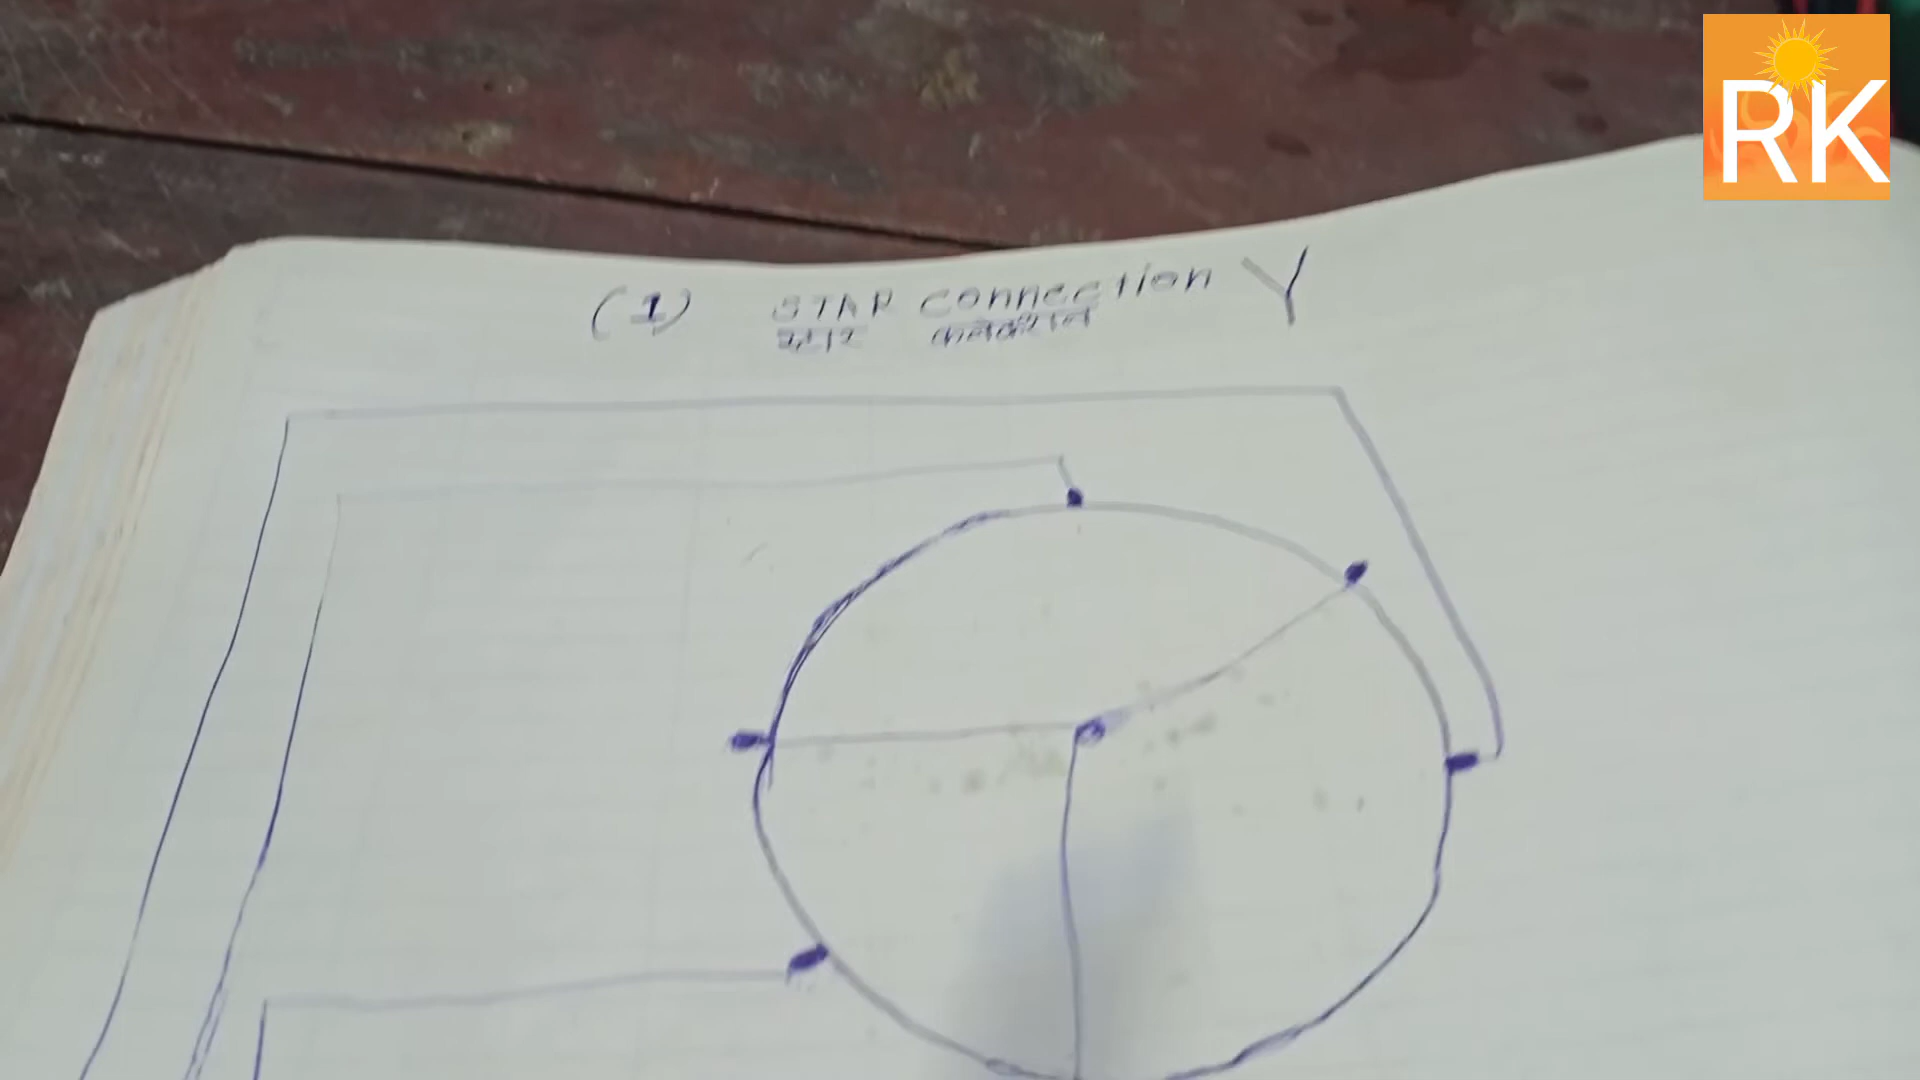 RK
(1) STAR connection Y
स्टार कनेक्शन